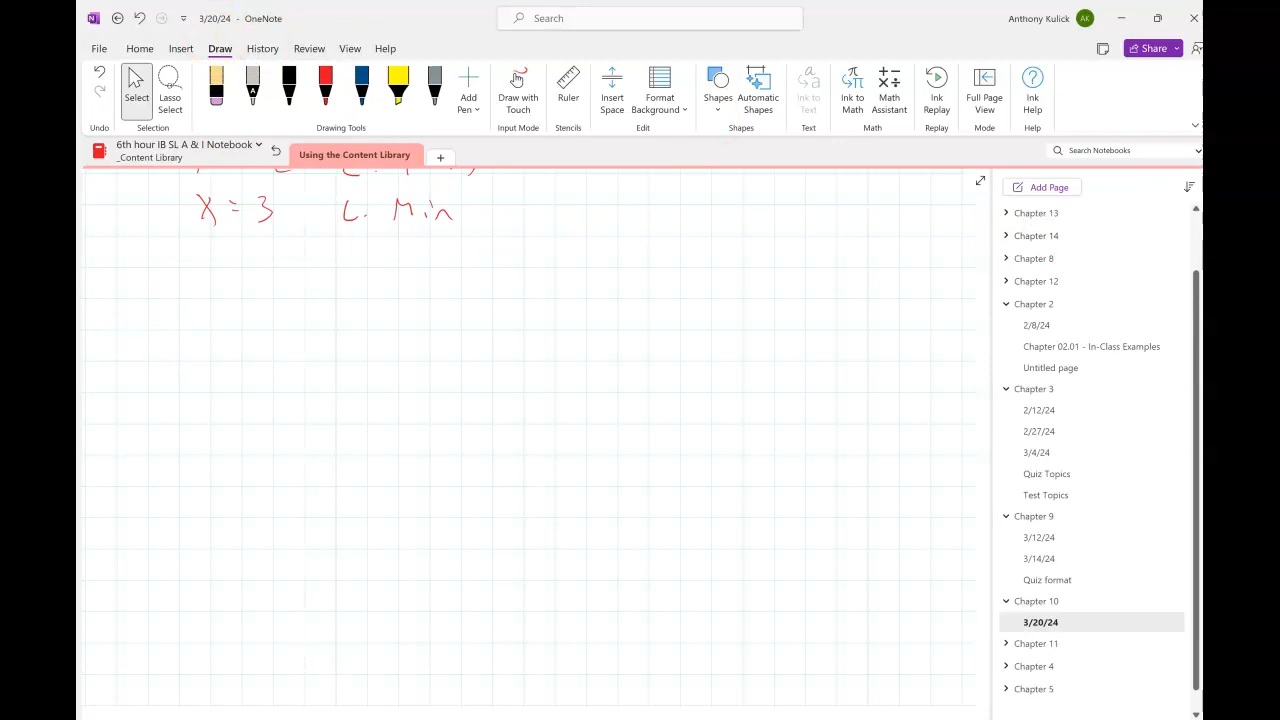 3/20/24 - OneNote
Search
Anthony Kulick
AK
File Home Insert Draw History Review View Help
Share
Select
Lasso Select
A
Add Pen
Draw with Touch
Ruler
Insert Space
Format Background
Shapes
Automatic Shapes
Ink to Text
Ink to Math
Math Assistant
Ink Replay
Full Page View
Ink Help
Undo
Selection
Drawing Tools
Input Mode
Stencils
Edit
Shapes
Text
Math
Replay
Mode
Help
6th hour IB SL A & I Notebook
_Content Library
Using the Content Library
+
Search Notebooks
Add Page
X = 3 L. Min
Chapter 13
Chapter 14
Chapter 8
Chapter 12
Chapter 2
2/8/24
Chapter 02.01 - In-Class Examples
Untitled page
Chapter 3
2/12/24
2/27/24
3/4/24
Quiz Topics
Test Topics
Chapter 9
3/12/24
3/14/24
Quiz format
Chapter 10
3/20/24
Chapter 11
Chapter 4
Chapter 5